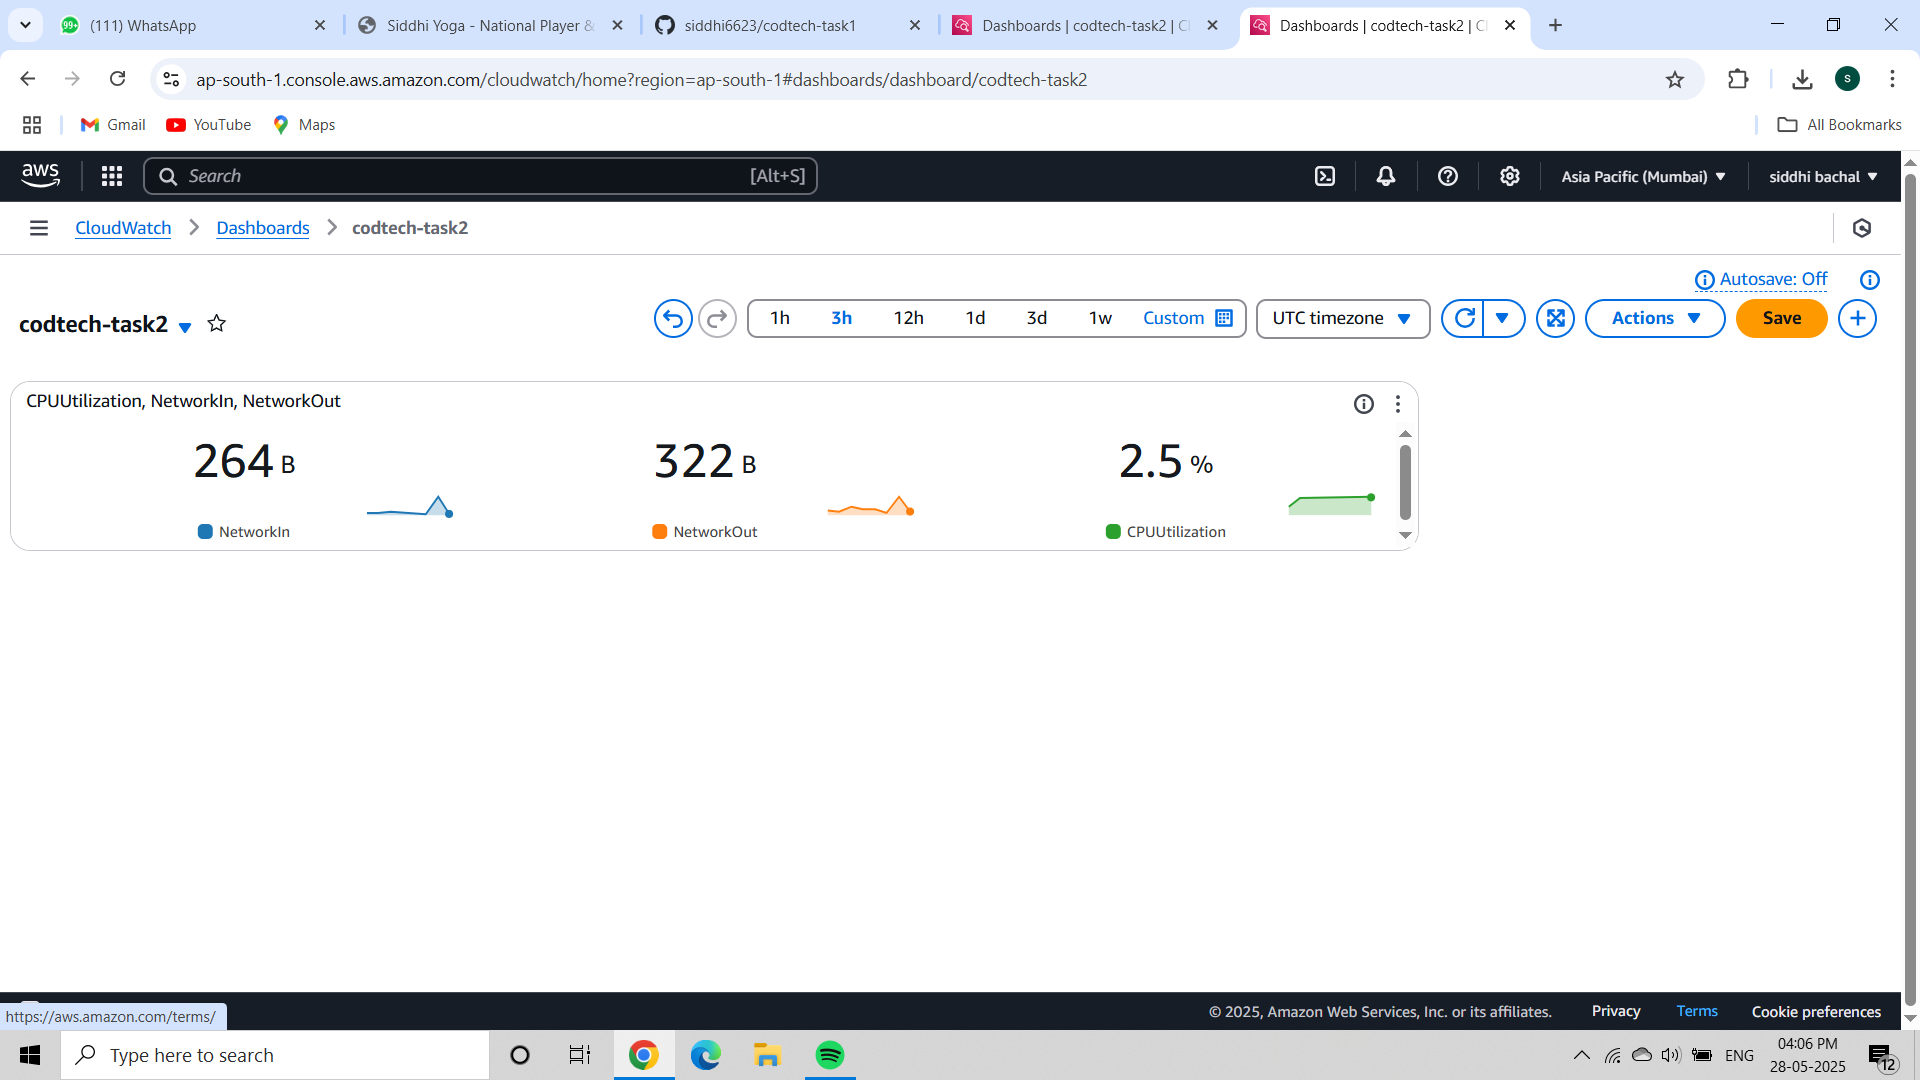 (111) WhatsApp
Siddhi Yoga - National Player &
siddhi6623/codtech-task1
Dashboards | codtech-task2 | Cl
Dashboards | codtech-task2 | Cl
ap-south-1.console.aws.amazon.com/cloudwatch/home?region=ap-south-1#dashboards/dashboard/codtech-task2
S
Gmail
YouTube
Maps
All Bookmarks
aws
Search
[Alt+S]
Asia Pacific (Mumbai)
siddhi bachal
CloudWatch
Dashboards
codtech-task2
Autosave: Off
codtech-task2
1h 3h 12h 1d 3d 1w Custom
UTC timezone
Actions
Save
CPUUtilization, NetworkIn, NetworkOut
264 B
322 B
2.5 %
NetworkIn
NetworkOut
CPUUtilization
© 2025, Amazon Web Services, Inc. or its affiliates.
Privacy
Terms
Cookie preferences
https://aws.amazon.com/terms/
Type here to search
ENG
04:06 PM
28-05-2025
12